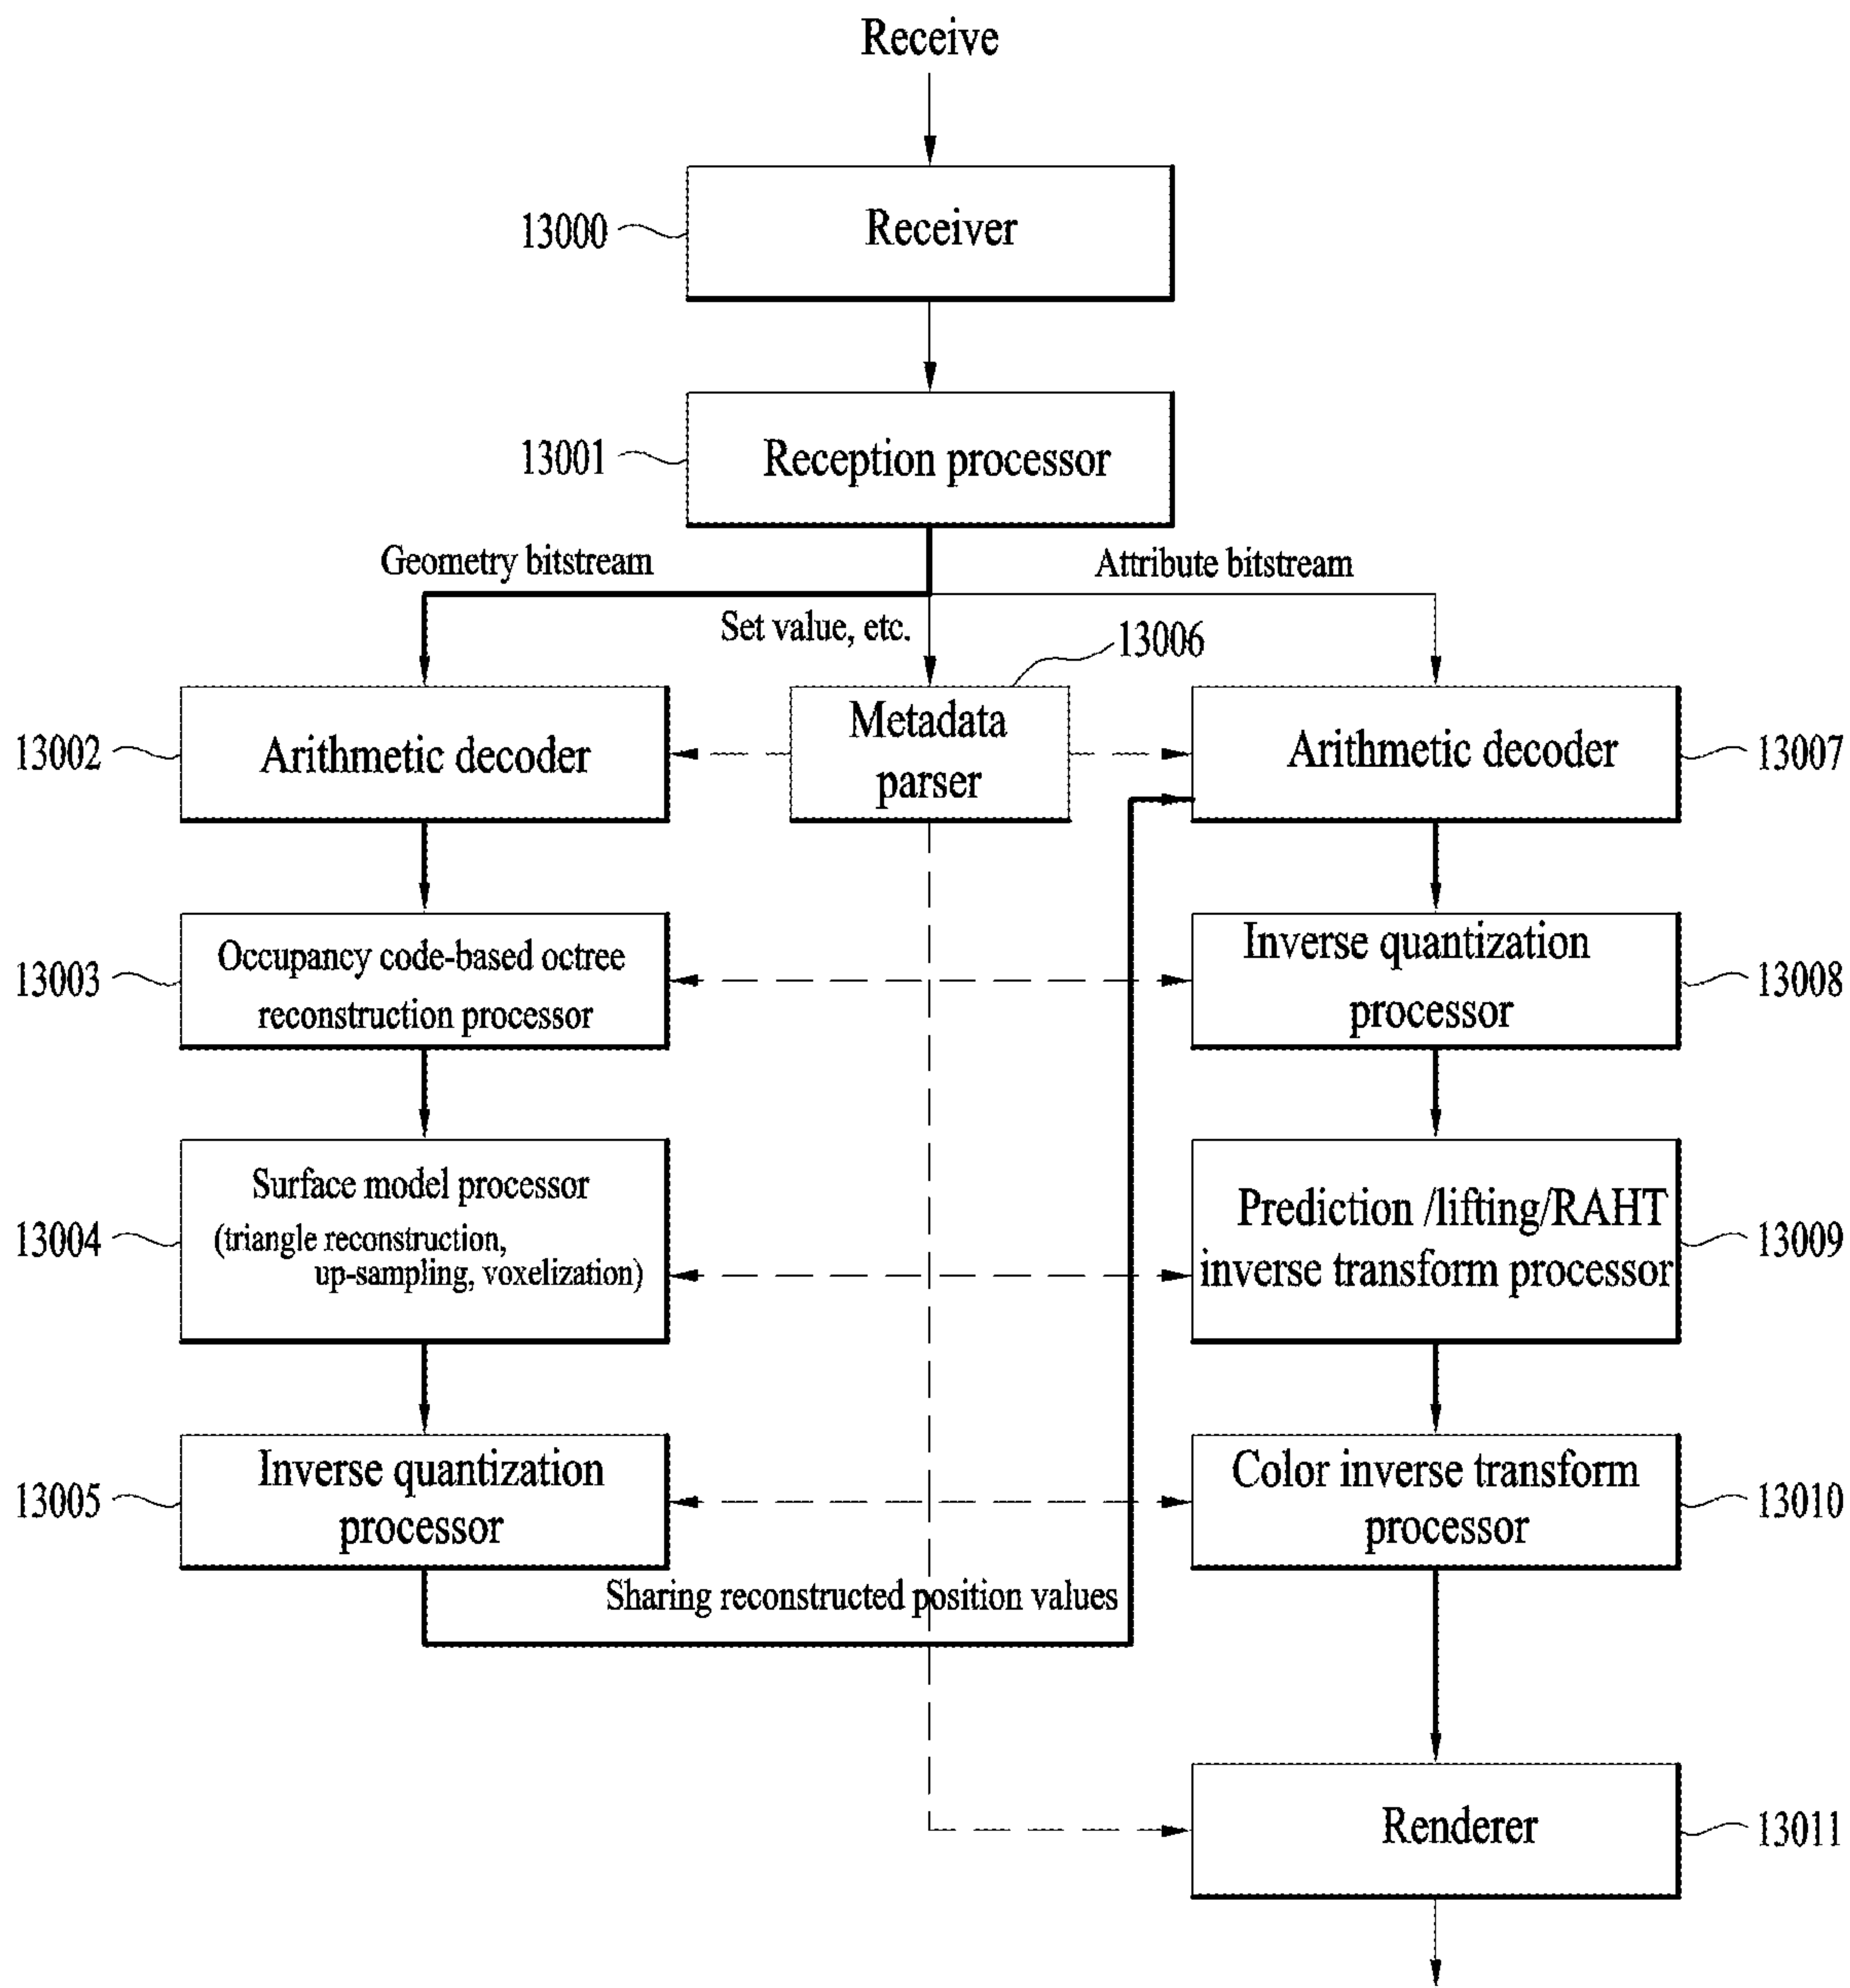 Receive
13000
Receiver
13001
Reception processor
Geometry bitstream
Attribute bitstream
Set value, etc.
13006
13002
Arithmetic decoder
Metadata
parser
Arithmetic decoder
13007
13003
Occupancy code-based octree
reconstruction processor
Inverse quantization
processor
13008
13004
Surface model processor
(triangle reconstruction,
up-sampling, voxelization)
Prediction /lifting/RAHT
inverse transform processor
13009
13005
Inverse quantization
processor
Color inverse transform
processor
13010
Sharing reconstructed position values
Renderer
13011